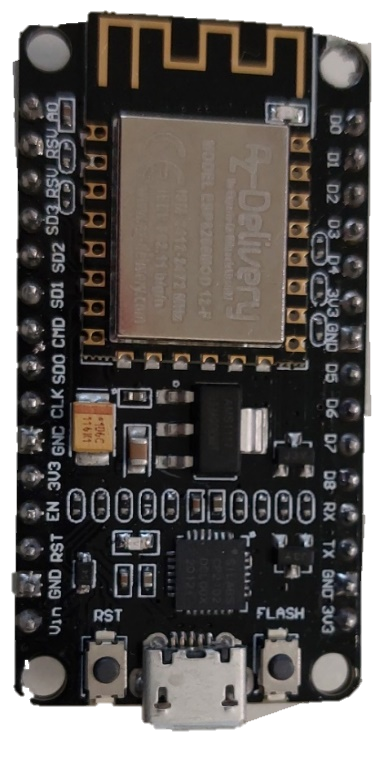 A0
RSV
RSV
SD3
SD2
SD1
CMD
SD0
CLK
GND
3V3
EN
RST
GND
Vin
D0
D1
D2
D3
D4
3V3
GND
D5
D6
D7
D8
RX
TX
GND
3V3
AZ-Delivery
RST
FLASH